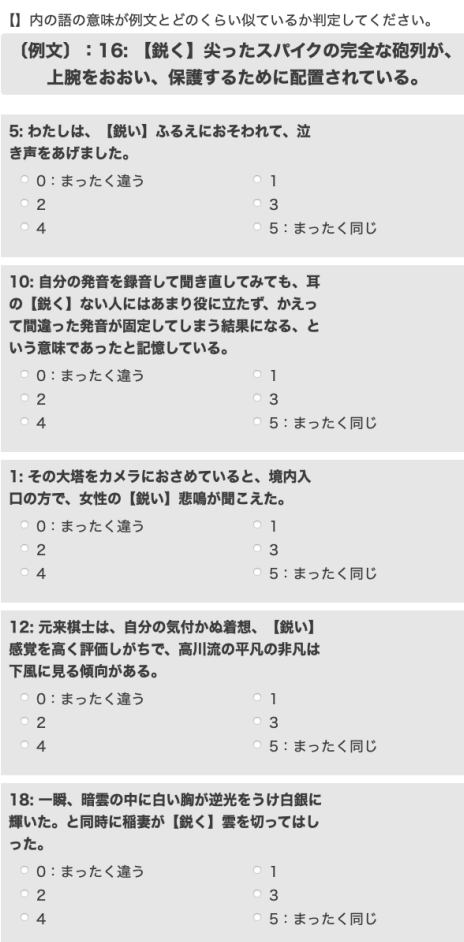 【】内の語の意味が例文とどのくらい似ているか判定してください。
〔例文〕：16: 【鋭く】尖ったスパイクの完全な砲列が、
上腕をおおい、保護するために配置されている。
5: わたしは、【鋭い】ふるえにおそわれて、泣
き声をあげました。
0：まったく違う 1
2 3
4 5：まったく同じ
10: 自分の発音を録音して聞き直してみても、耳
の【鋭く】ない人にはあまり役に立たず、かえっ
て間違った発音が固定してしまう結果になる、と
いう意味であったと記憶している。
0：まったく違う 1
2 3
4 5：まったく同じ
1: その大塔をカメラにおさめていると、境内入
口の方で、女性の【鋭い】悲鳴が聞こえた。
0：まったく違う 1
2 3
4 5：まったく同じ
12: 元来棋士は、自分の気付かぬ着想、【鋭い】
感覚を高く評価しがちで、高川流の平凡の非凡は
下風に見る傾向がある。
0：まったく違う 1
2 3
4 5：まったく同じ
18: 一瞬、暗雲の中に白い胸が逆光をうけ白銀に
輝いた。と同時に稲妻が【鋭く】雲を切ってはし
った。
0：まったく違う 1
2 3
4 5：まったく同じ